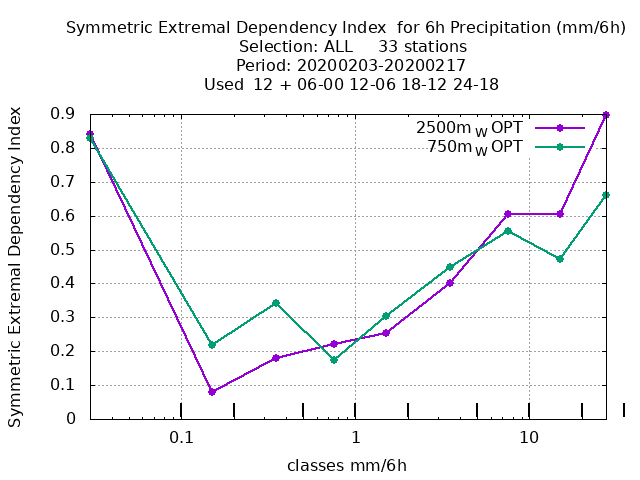 Symmetric Extremal Dependency Index  for 6h Precipitation (mm/6h)
Selection: ALL     33 stations
Period: 20200203-20200217
Used  12 + 06-00 12-06 18-12 24-18
Symmetric Extremal Dependency Index
0.9
0.8
0.7
0.6
0.5
0.4
0.3
0.2
0.1
0
2500m_W OPT
750m_W OPT
0.1
1
10
classes mm/6h